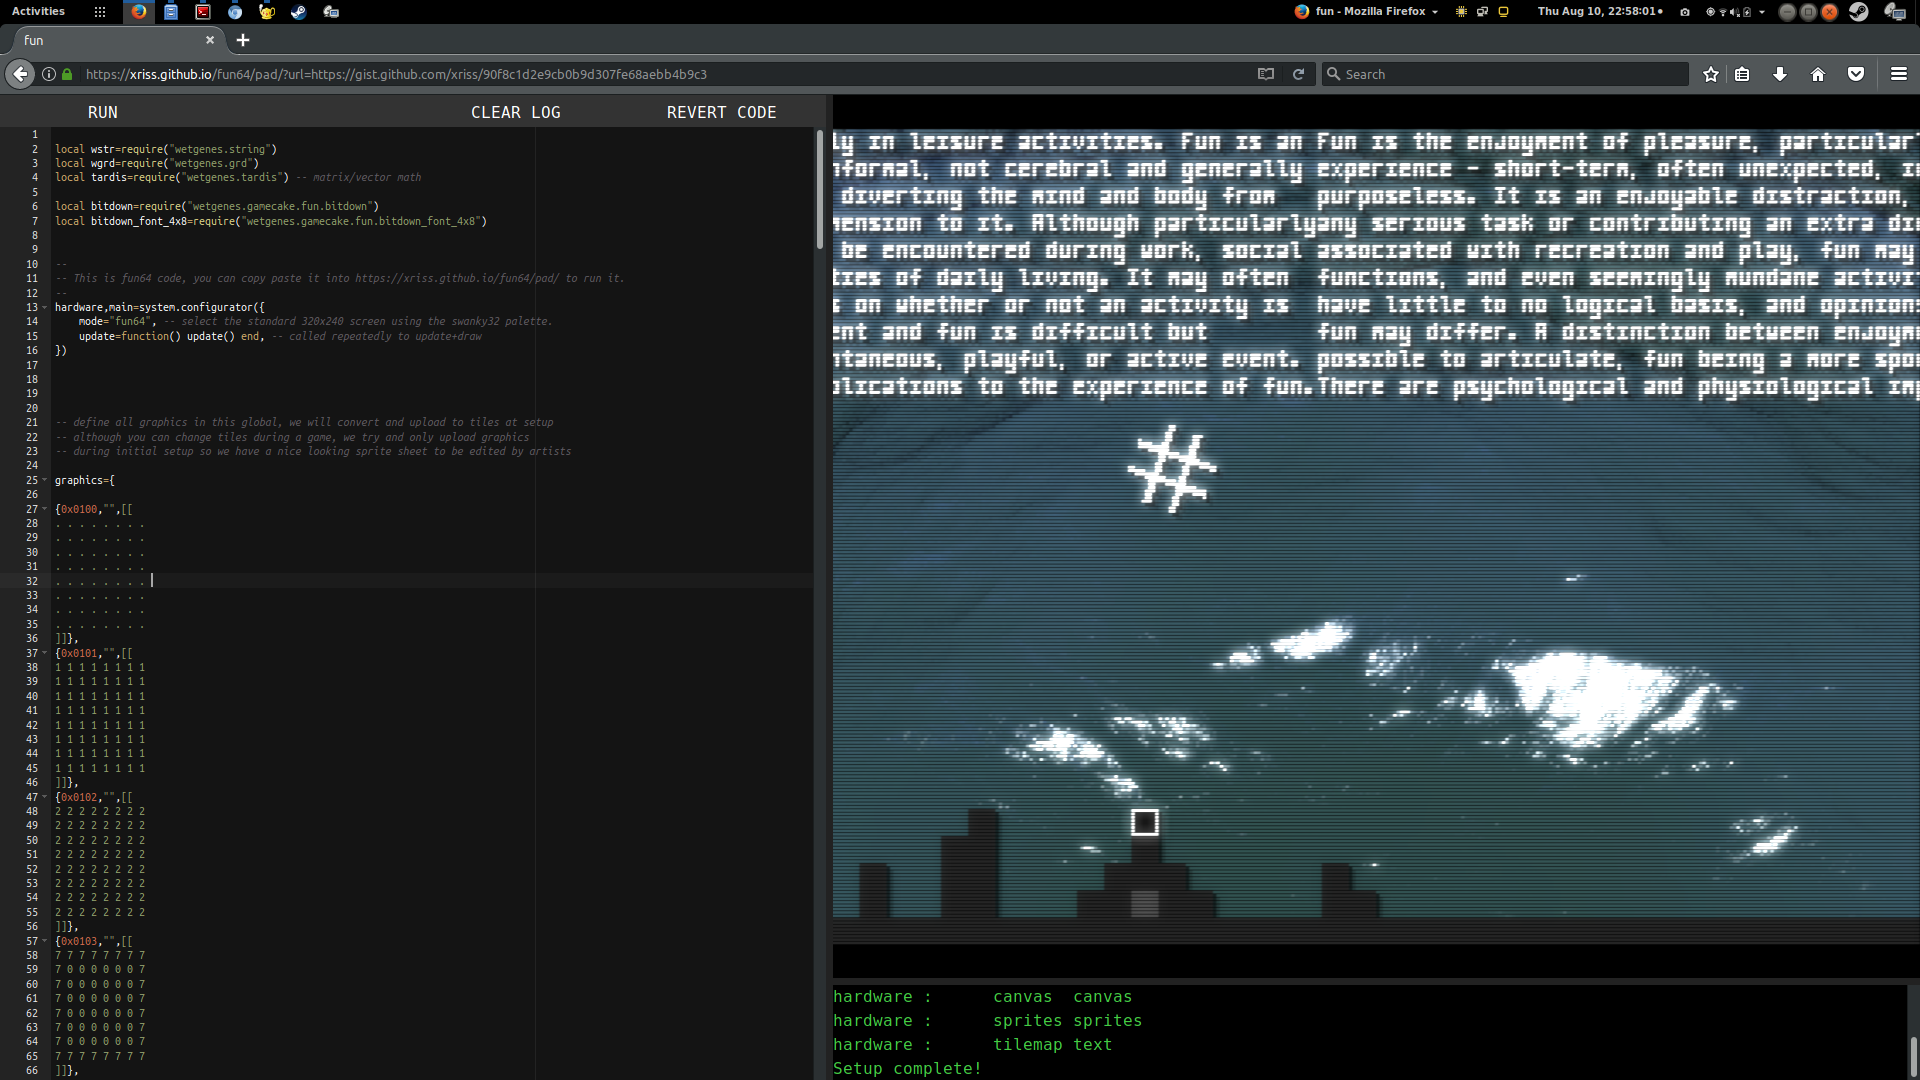 Activities
fun - Mozilla Firefox
Thu Aug 10, 22:58:01
fun
https://xriss.github.io/fun64/pad/?url=https://gist.github.com/xriss/90f8c1d2e9cb0b9d307fe68aebb4b9c3
Search
RUN CLEAR LOG REVERT CODE
1
2 local wstr=require("wetgenes.string")
3 local wgrd=require("wetgenes.grd")
4 local tardis=require("wetgenes.tardis") -- matrix/vector math
5
6 local bitdown=require("wetgenes.gamecake.fun.bitdown")
7 local bitdown_font_4x8=require("wetgenes.gamecake.fun.bitdown_font_4x8")
8
9
10 --
11 -- This is fun64 code, you can copy paste it into https://xriss.github.io/fun64/pad/ to run it.
12 --
13 hardware,main=system.configurator({
14 mode="fun64", -- select the standard 320x240 screen using the swanky32 palette.
15 update=function() update() end, -- called repeatedly to update+draw
16 })
17
18
19
20
21 -- define all graphics in this global, we will convert and upload to tiles at setup
22 -- although you can change tiles during a game, we try and only upload graphics
23 -- during initial setup so we have a nice looking sprite sheet to be edited by artists
24
25 graphics={
26
27 {0x0100,"",[[
28 . . . . . . . .
29 . . . . . . . .
30 . . . . . . . .
31 . . . . . . . .
32 . . . . . . . .
33 . . . . . . . .
34 . . . . . . . .
35 . . . . . . . .
36 ]]},
37 {0x0101,"",[[
38 1 1 1 1 1 1 1 1
39 1 1 1 1 1 1 1 1
40 1 1 1 1 1 1 1 1
41 1 1 1 1 1 1 1 1
42 1 1 1 1 1 1 1 1
43 1 1 1 1 1 1 1 1
44 1 1 1 1 1 1 1 1
45 1 1 1 1 1 1 1 1
46 ]]},
47 {0x0102,"",[[
48 2 2 2 2 2 2 2 2
49 2 2 2 2 2 2 2 2
50 2 2 2 2 2 2 2 2
51 2 2 2 2 2 2 2 2
52 2 2 2 2 2 2 2 2
53 2 2 2 2 2 2 2 2
54 2 2 2 2 2 2 2 2
55 2 2 2 2 2 2 2 2
56 ]]},
57 {0x0103,"",[[
58 7 7 7 7 7 7 7 7
59 7 0 0 0 0 0 0 7
60 7 0 0 0 0 0 0 7
61 7 0 0 0 0 0 0 7
62 7 0 0 0 0 0 0 7
63 7 0 0 0 0 0 0 7
64 7 0 0 0 0 0 0 7
65 7 7 7 7 7 7 7 7
66 ]]},
ly in leisure activities. Fun is an Fun is the enjoyment of pleasure, particular
nformal, not cerebral and generally experience - short-term, often unexpected, i
diverting the mind and body from purposeless. It is an enjoyable distraction,
mension to it. Although particularlyany serious task or contributing an extra di
be encountered during work, social associated with recreation and play, fun may
ties of daily living. It may often functions, and even seemingly mundane activi
s on whether or not an activity is have little to no logical basis, and opinion
ent and fun is difficult but fun may differ. A distinction between enjoym
ntaneous, playful, or active event. possible to articulate, fun being a more spo
plications to the experience of fun.There are psychological and physiological im
#
hardware : canvas canvas
hardware : sprites sprites
hardware : tilemap text
Setup complete!